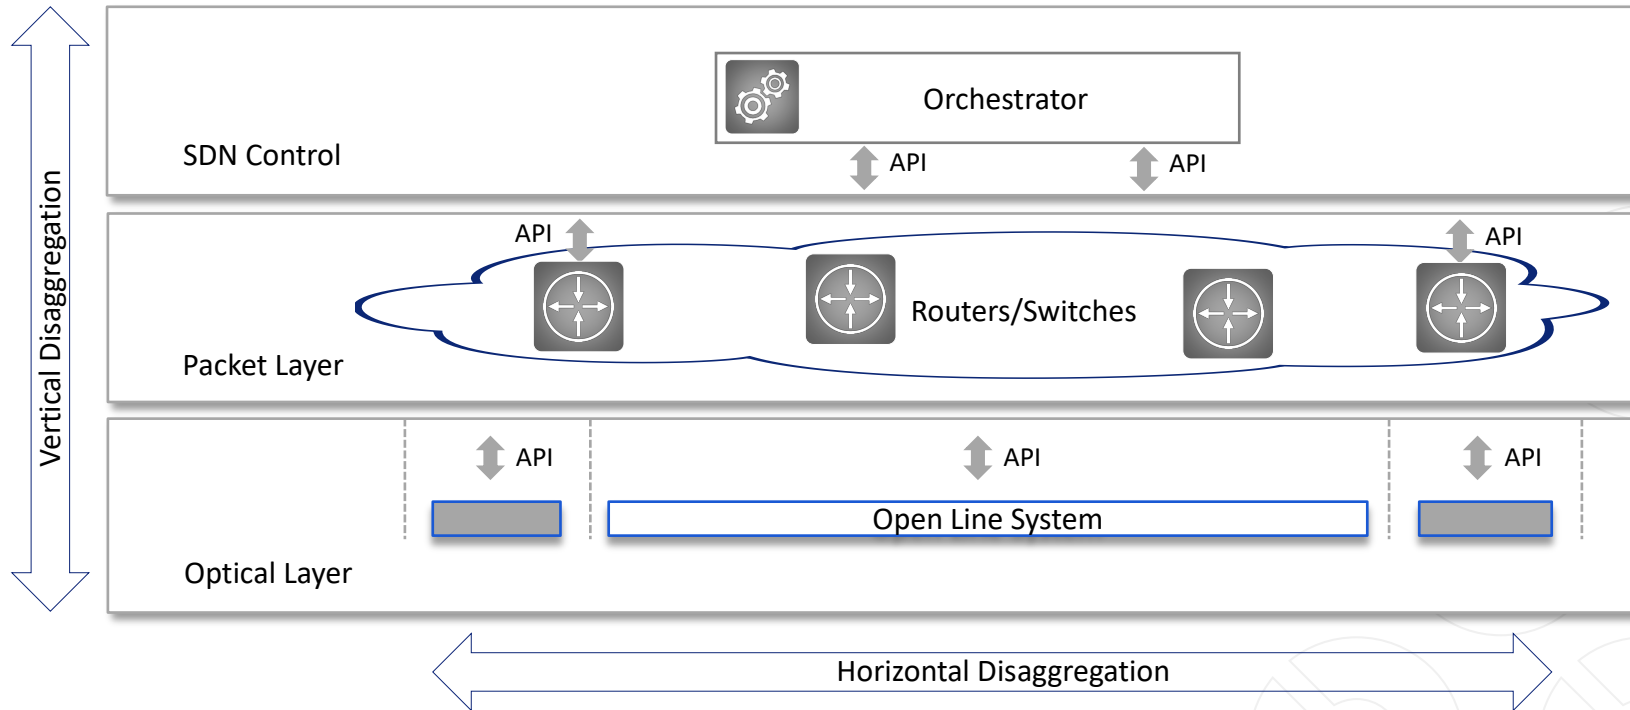 Orchestrator
SDN Control
API
API
Vertical Disaggregation
API
API
Routers/Switches
Packet Layer
API
API
API
Open Line System
Optical Layer
Horizontal Disaggregation